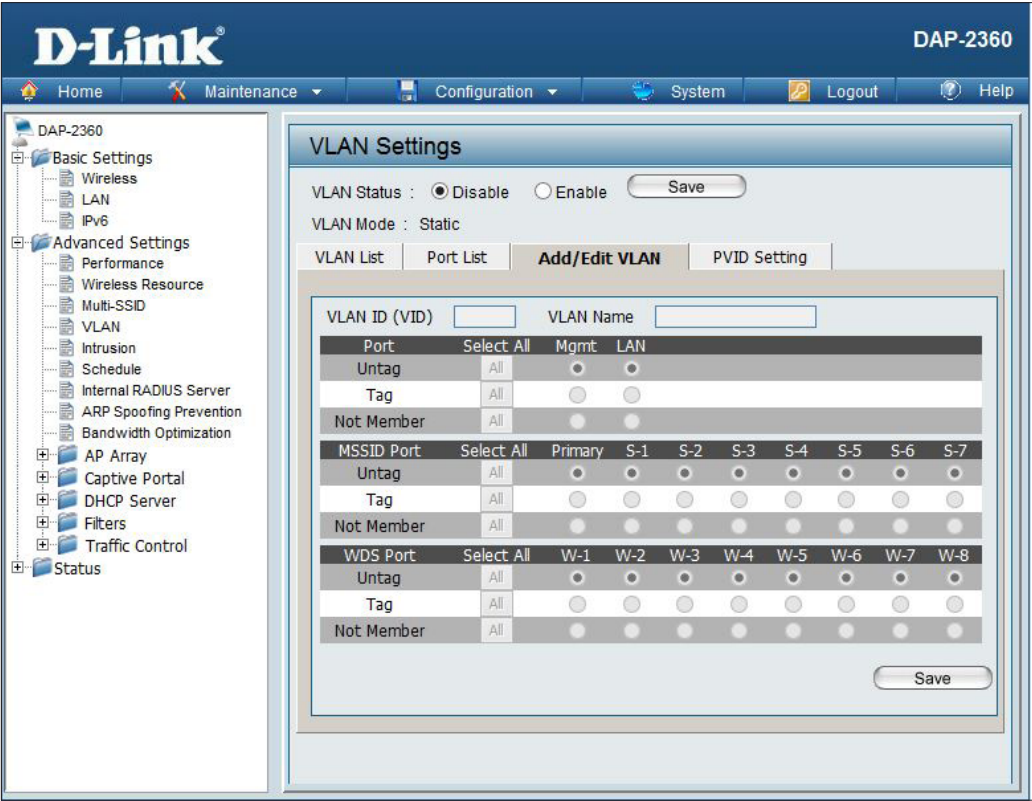 D-Link®
DAP-2360
Home Maintenance Configuration System Logout Help
DAP-2360
Basic Settings
Wireless
LAN
IPv6
Advanced Settings
Performance
Wireless Resource
Multi-SSID
VLAN
Intrusion
Schedule
Internal RADIUS Server
ARP Spoofing Prevention
Bandwidth Optimization
AP Array
Captive Portal
DHCP Server
Filters
Traffic Control
Status
VLAN Settings
VLAN Status : Disable Enable Save
VLAN Mode : Static
VLAN List Port List Add/Edit VLAN PVID Setting
VLAN ID (VID) VLAN Name
Port Select All Mgmt LAN
Untag All
Tag All
Not Member All
MSSID Port Select All Primary S-1 S-2 S-3 S-4 S-5 S-6 S-7
Untag All
Tag All
Not Member All
WDS Port Select All W-1 W-2 W-3 W-4 W-5 W-6 W-7 W-8
Untag All
Tag All
Not Member All
Save